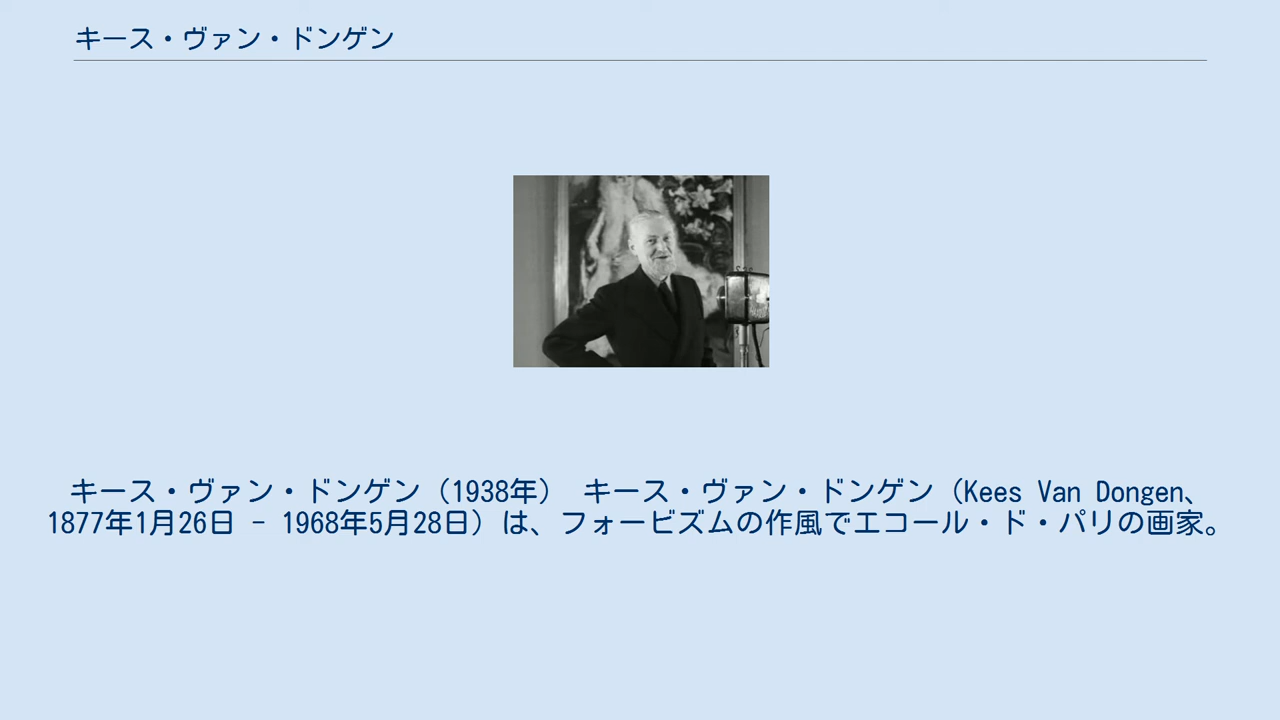 キース・ヴァン・ドンゲン
キース・ヴァン・ドンゲン（1938年） キース・ヴァン・ドンゲン（Kees Van Dongen、
1877年1月26日 - 1968年5月28日）は、フォービズムの作風でエコール・ド・パリの画家。